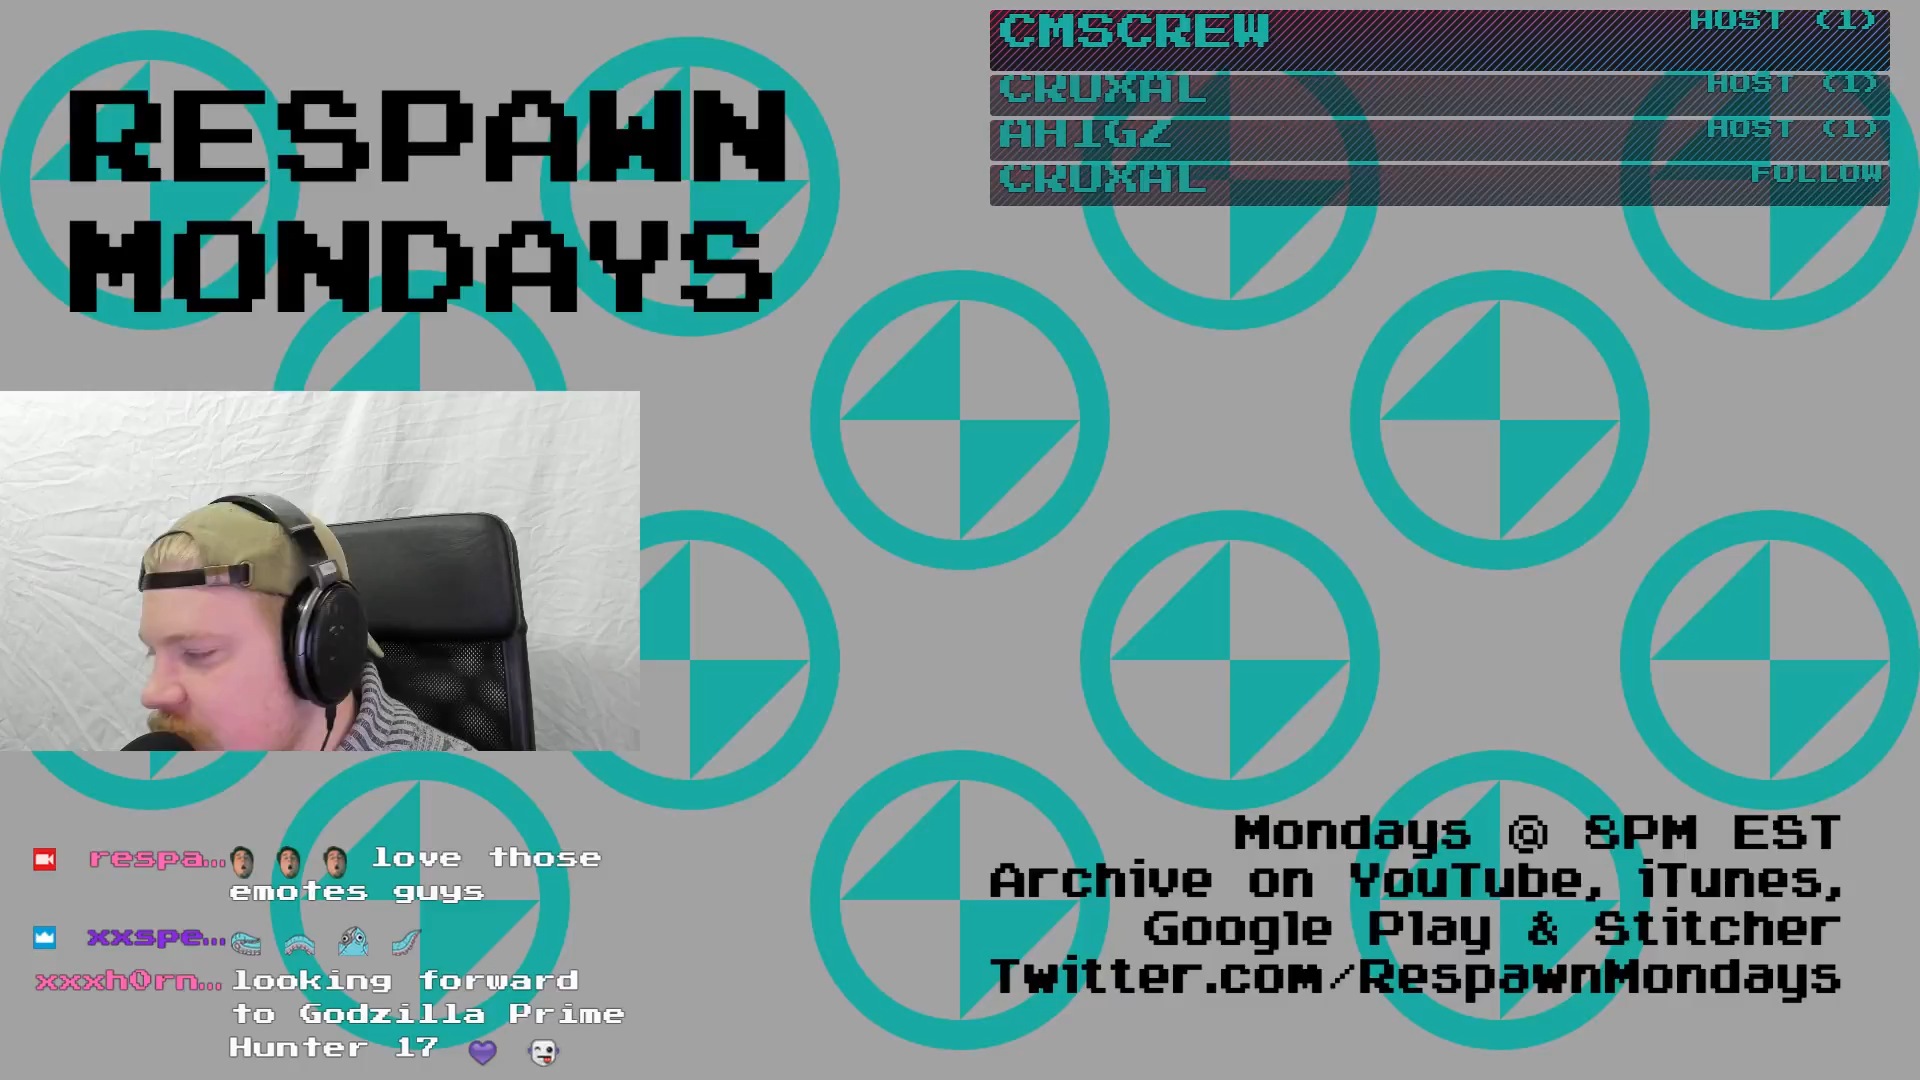 RESPAWN
MONDAYS
CMSCREW HOST (1)
CRUXAL HOST (1)
AH1GZ HOST (1)
CRUXAL FOLLOW
respa... love those
emotes guys
xxspe...
xxxh0rn... looking forward
to Godzilla Prime
Hunter 17
Mondays @ 8PM EST
Archive on YouTube, iTunes,
Google Play & Stitcher
Twitter.com/RespawnMondays